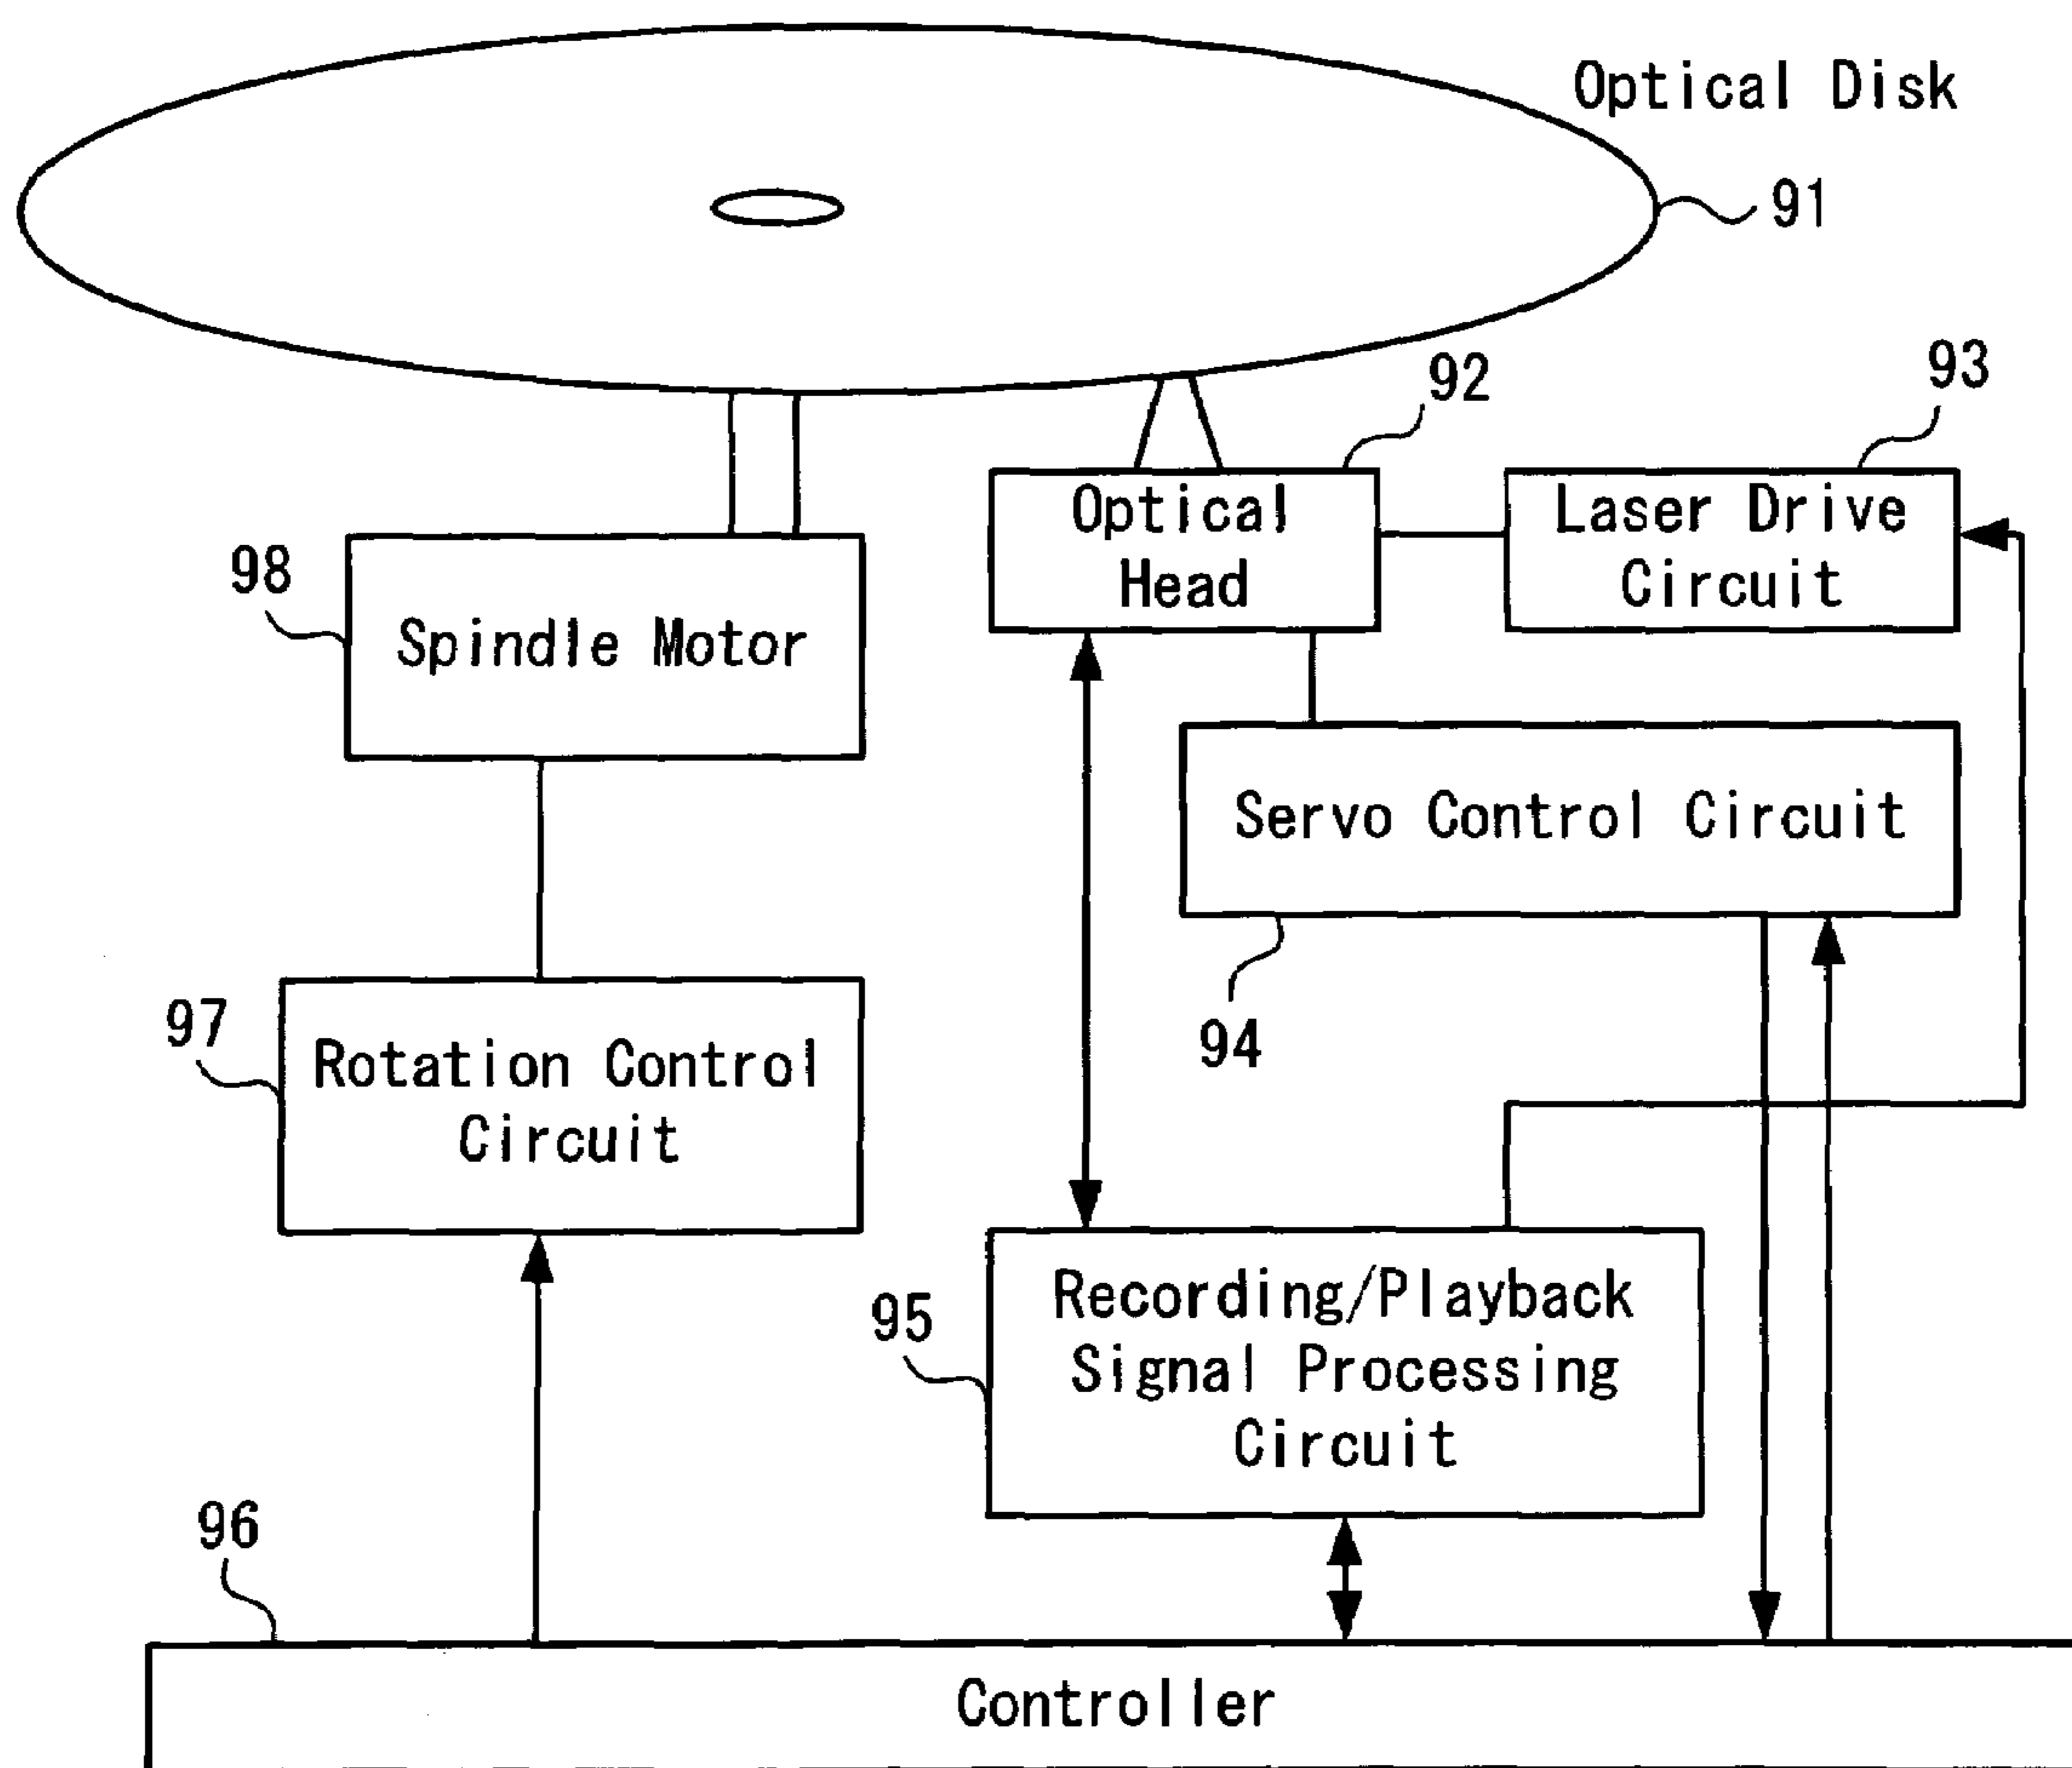 Optical Disk
91
92
93
Optical
Head
Laser Drive
Circuit
98
Spindle Motor
Servo Control Circuit
94
97
Rotation Control
Circuit
95
Recording/Playback
Signal Processing
Circuit
96
Controller